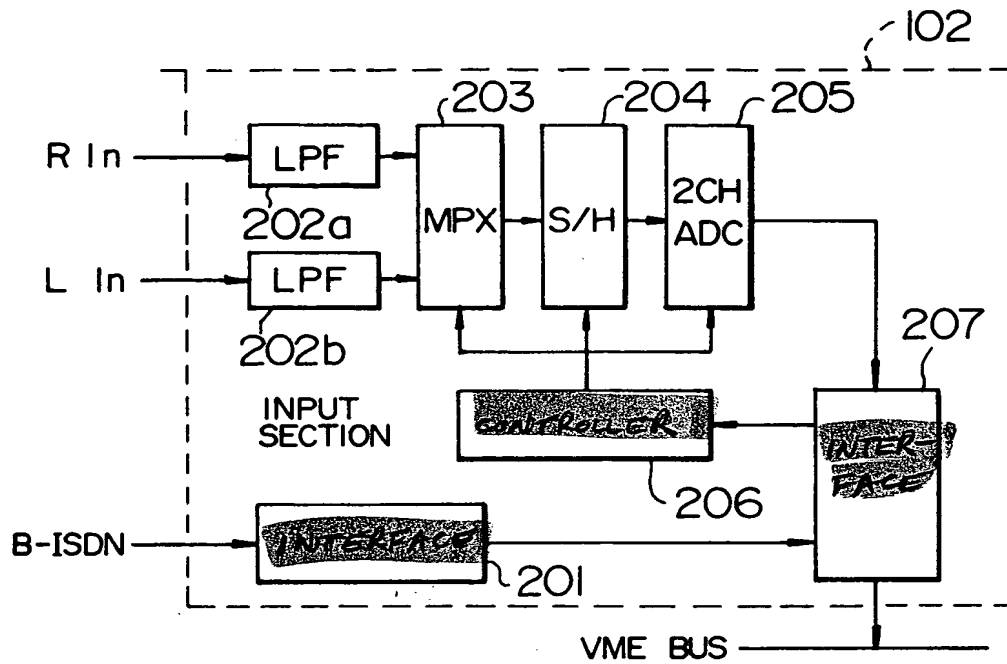 102
203
204
205
R In
LPF
202a
MPX
S/H
2CH
ADC
L In
LPF
202b
207
INPUT
SECTION
CONTROLLER
206
INTER-
FACE
B-ISDN
INTERFACE
201
VME BUS